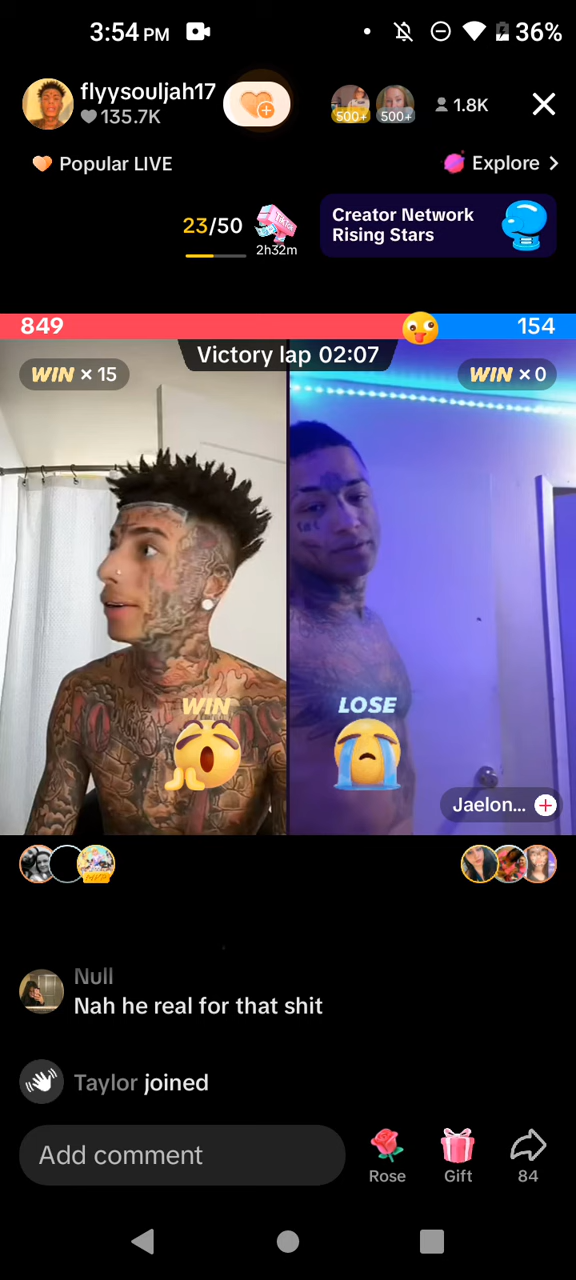 3:54 PM
36%
flyysouljah17
135.7K
500+
500+
1.8K
Popular LIVE
Explore >
23/50
TikTok
2h32m
Creator Network
Rising Stars
849
154
Victory lap 02:07
WIN × 15
WIN × 0
WIN
LOSE
Jaelon...
Null
Nah he real for that shit
Taylor joined
Add comment
Rose
Gift
84